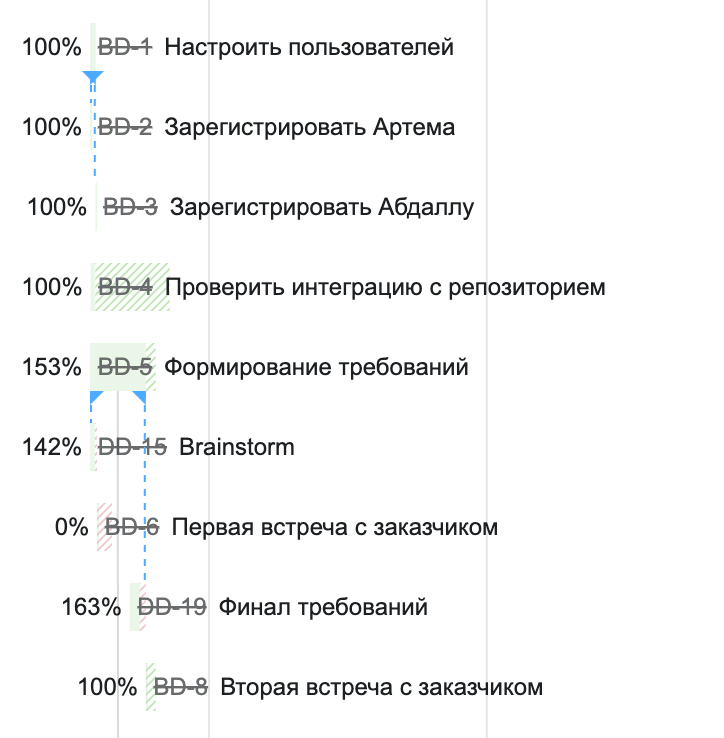 100% BD-1 Настроить пользователей
100% BD-2 Зарегистрировать Артема
100% BD-3 Зарегистрировать Абдаллу
100% BD-4 Проверить интеграцию с репозиторием
153% BD-5 Формирование требований
142% DD-15 Brainstorm
0% BD-6 Первая встреча с заказчиком
163% DD-19 Финал требований
100% BD-8 Вторая встреча с заказчиком